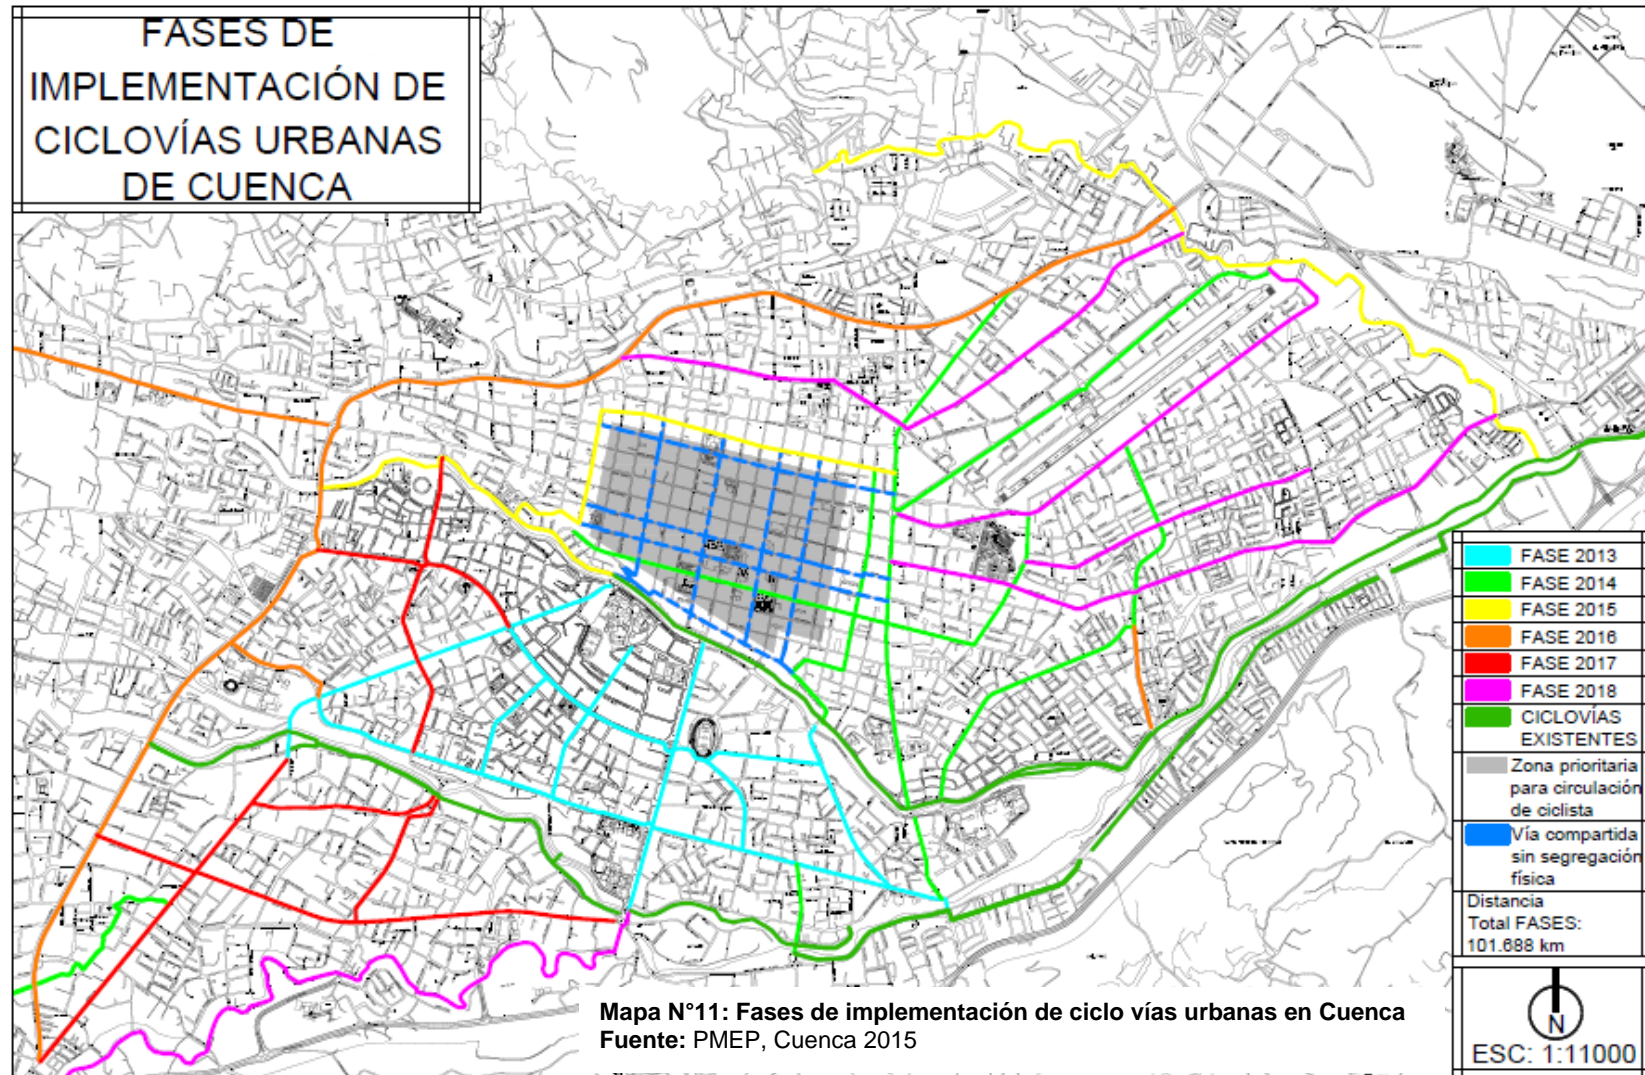 FASES DE
IMPLEMENTACIÓN DE
CICLOVÍAS URBANAS
DE CUENCA
FASE 2013
FASE 2014
FASE 2015
FASE 2016
FASE 2017
FASE 2018
CICLOVÍAS
EXISTENTES
Zona prioritaria
para circulación
de ciclista
Vía compartida
sin segregación
física
Distancia
Total FASES:
101.688 km
N
ESC: 1:11000
Mapa N°11: Fases de implementación de ciclo vías urbanas en Cuenca
Fuente: PMEP, Cuenca 2015